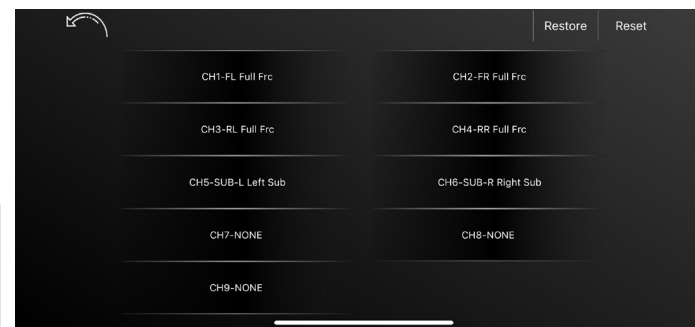 Restore Reset
CH1-FL Full Frc CH2-FR Full Frc
CH3-RL Full Frc CH4-RR Full Frc
CH5-SUB-L Left Sub CH6-SUB-R Right Sub
CH7-NONE CH8-NONE
CH9-NONE